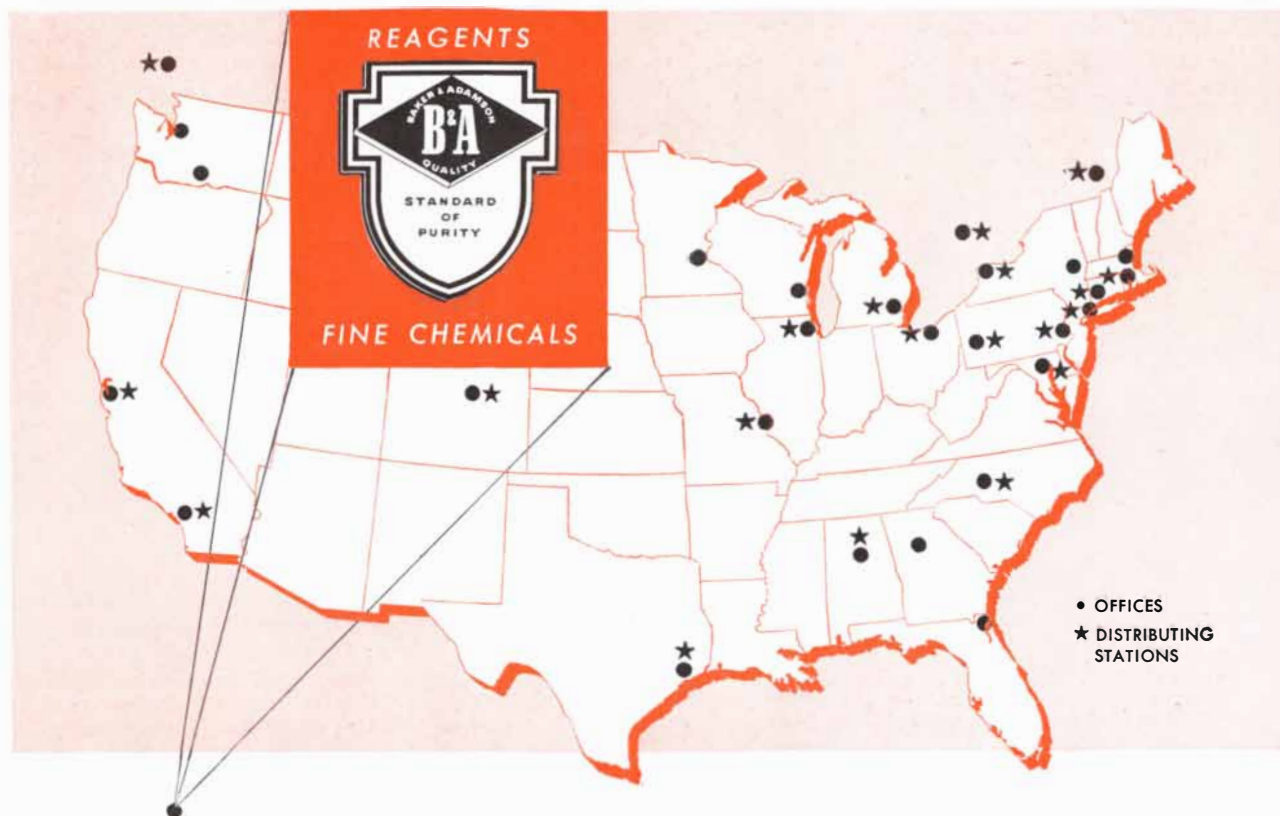 REAGENTS
BAKER & ADAMSON
B&A
QUALITY
STANDARD
OF
PURITY
FINE CHEMICALS
● OFFICES
★ DISTRIBUTING
STATIONS